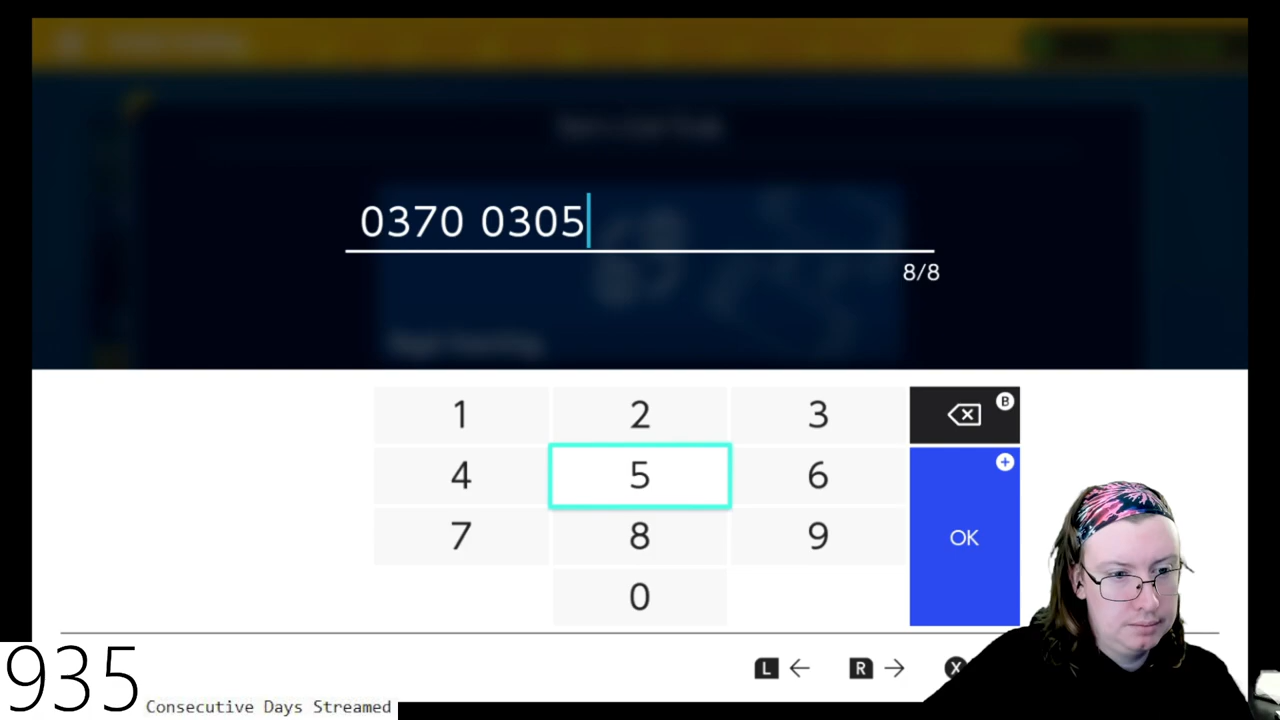 0370 0305
8/8
1 2 3 B
4 5 6 +
7 8 9 OK
0
L ← R → X
935 Consecutive Days Streamed